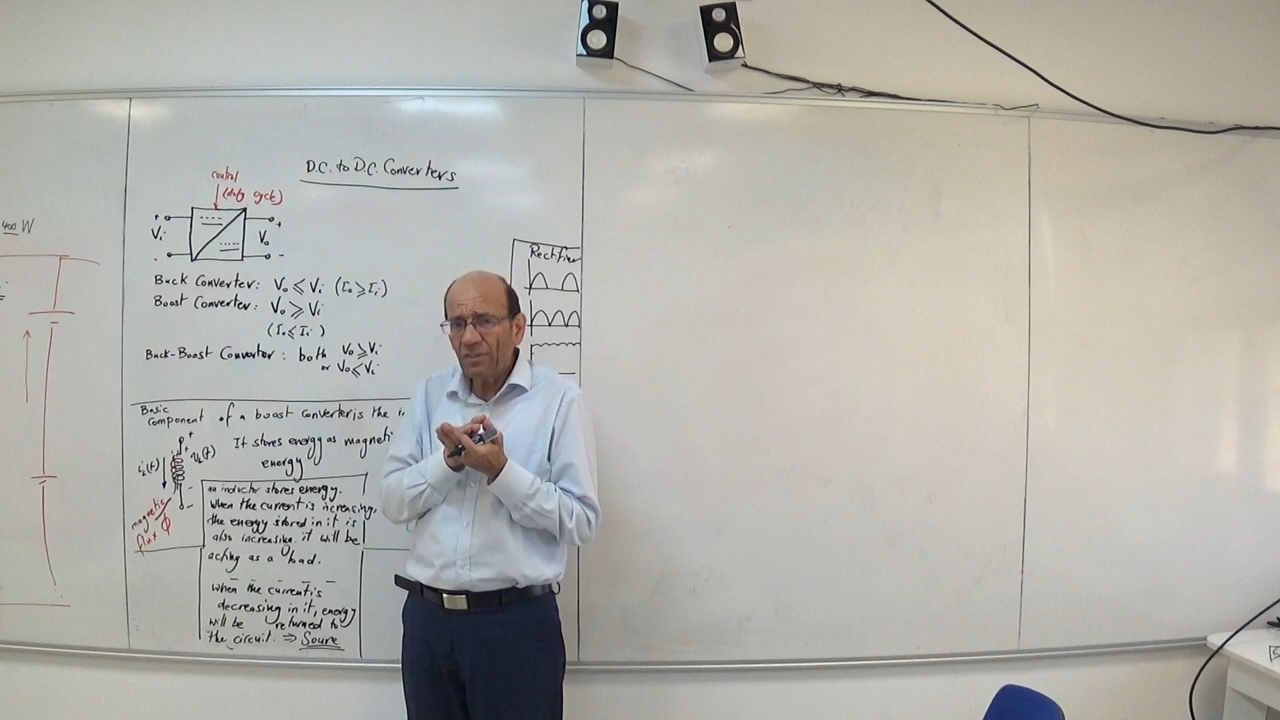 400 W
D.C. to D.C. Converters
control
(duty cycle)
+ +
Vi Vo
- -
Buck Converter: Vo ⩽ Vi (Io ⩾ Ii)
Boost Converter: Vo ⩾ Vi
(Io ⩽ Ii)
Buck-Boost Converter: both Vo ⩾ Vi
or Vo ⩽ Vi
Rectifier
Basic
Component of a boost converter is the
It stores energy as
energy
+
+
iL(t) vL(t)
-
-
magnetic
flux Φ
an inductor stores energy.
When the current is increasing,
the energy stored in it is
also increasing. it will be
acting as a load.
when the current is
decreasing in it, energy
will be returned to
the circuit. ⇒ Soure